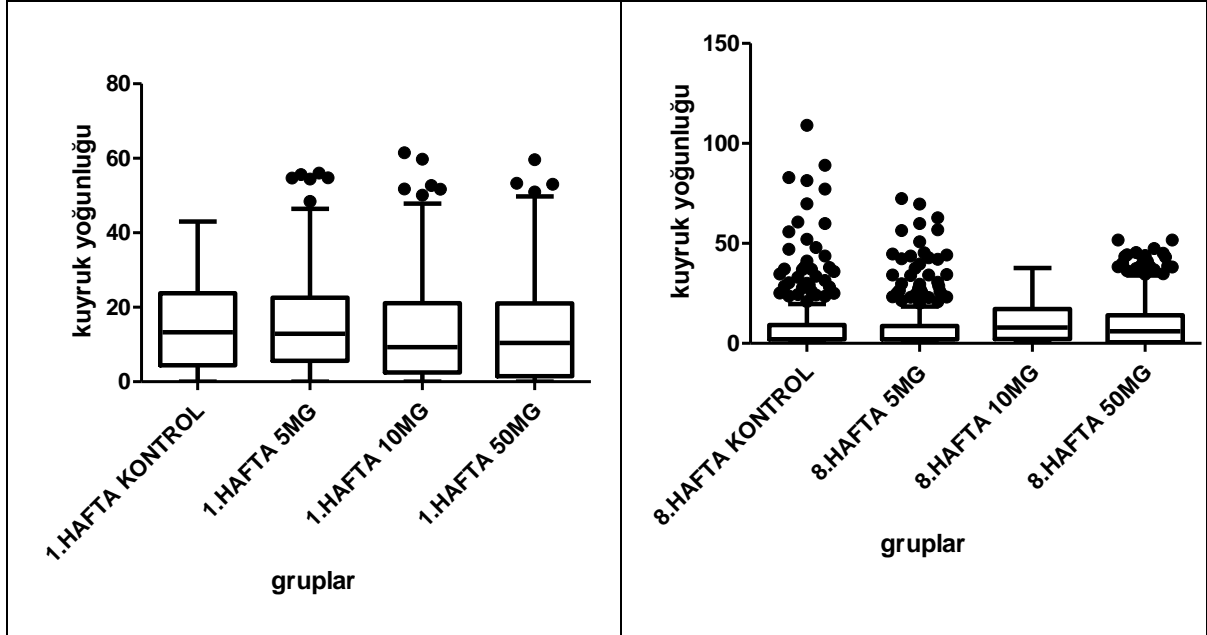 80
60
40
20
0
kuyruk yoğunluğu
1.HAFTA KONTROL
1.HAFTA 5MG
1.HAFTA 10MG
1.HAFTA 50MG
gruplar
150
100
50
0
kuyruk yoğunluğu
8.HAFTA KONTROL
8.HAFTA 5MG
8.HAFTA 10MG
8.HAFTA 50MG
gruplar